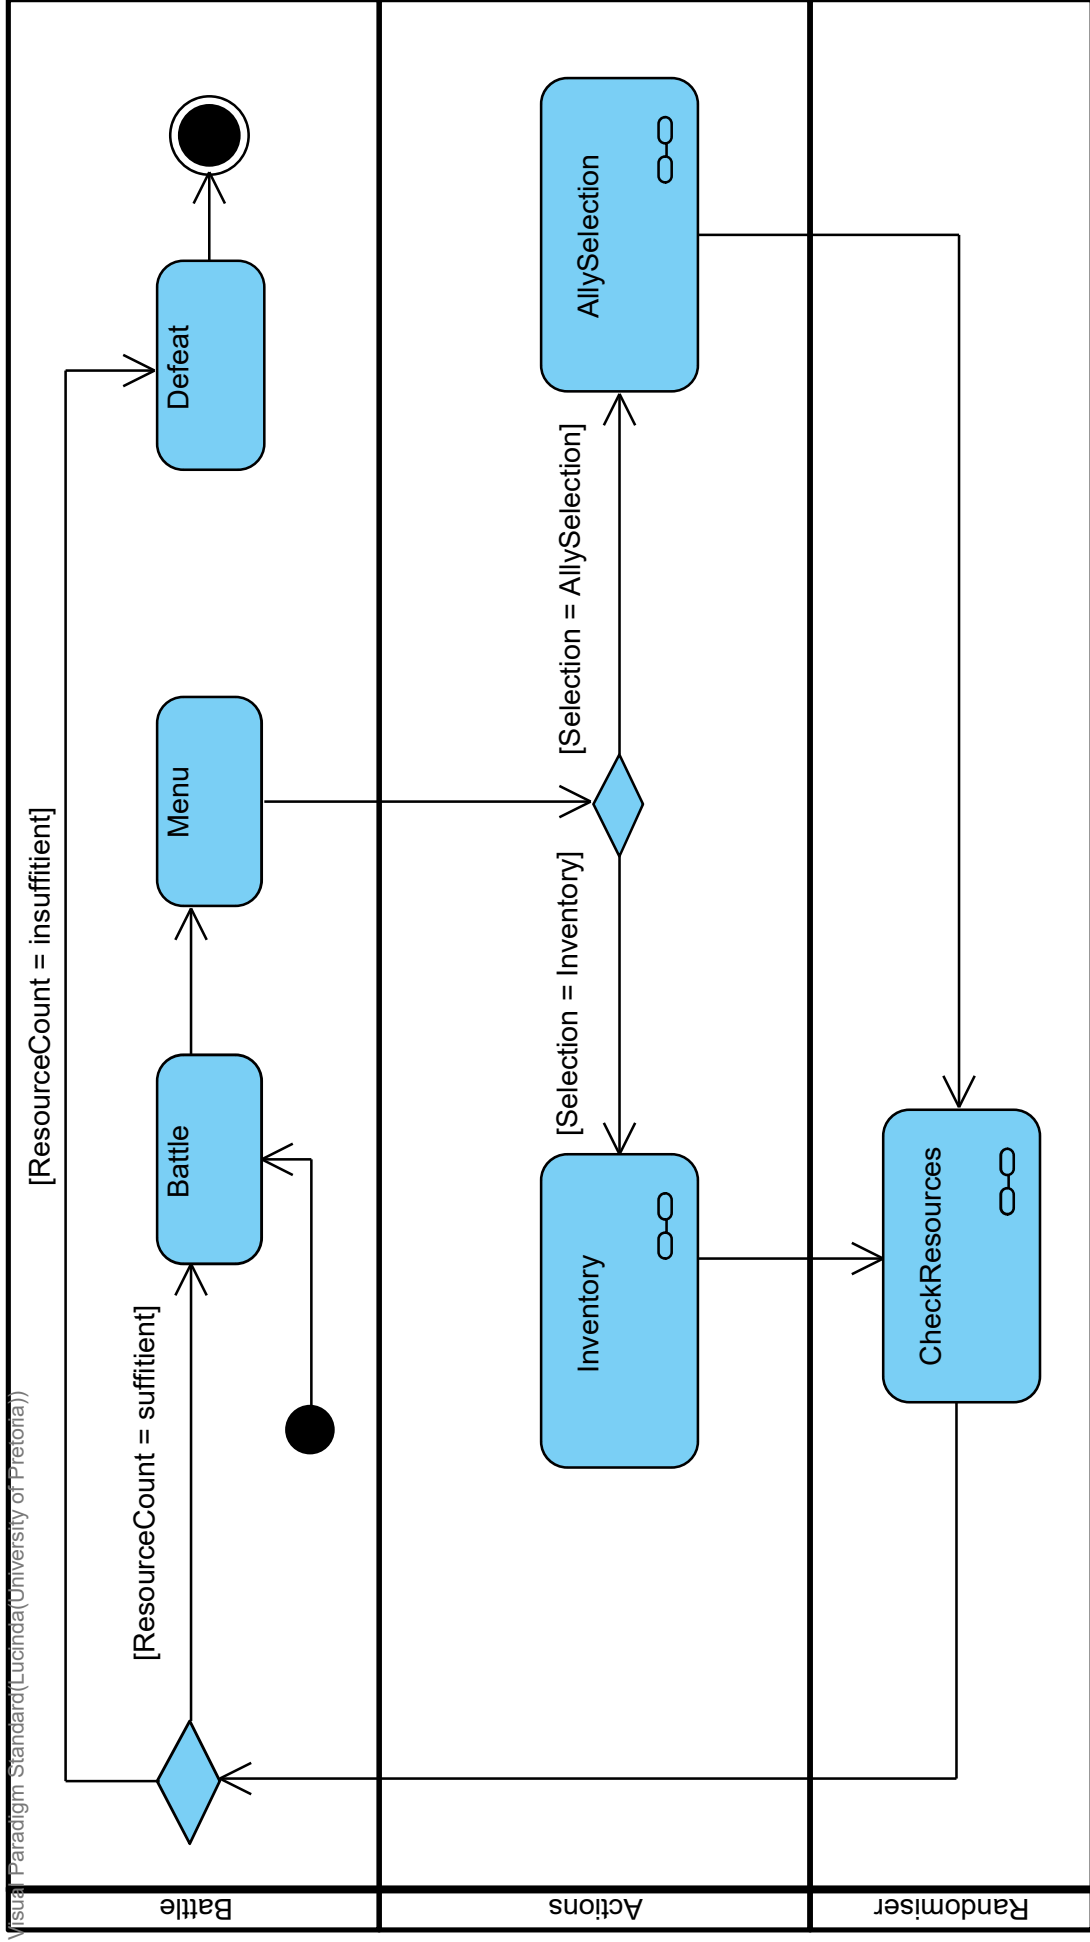 Visual Paradigm Standard(Lucinda(University of Pretoria))
Battle
[ResourceCount = insuffitient]
[ResourceCount = suffitient]
Battle
Menu
Defeat
Actions
[Selection = Inventory]
[Selection = AllySelection]
Inventory
AllySelection
Randomiser
CheckResources